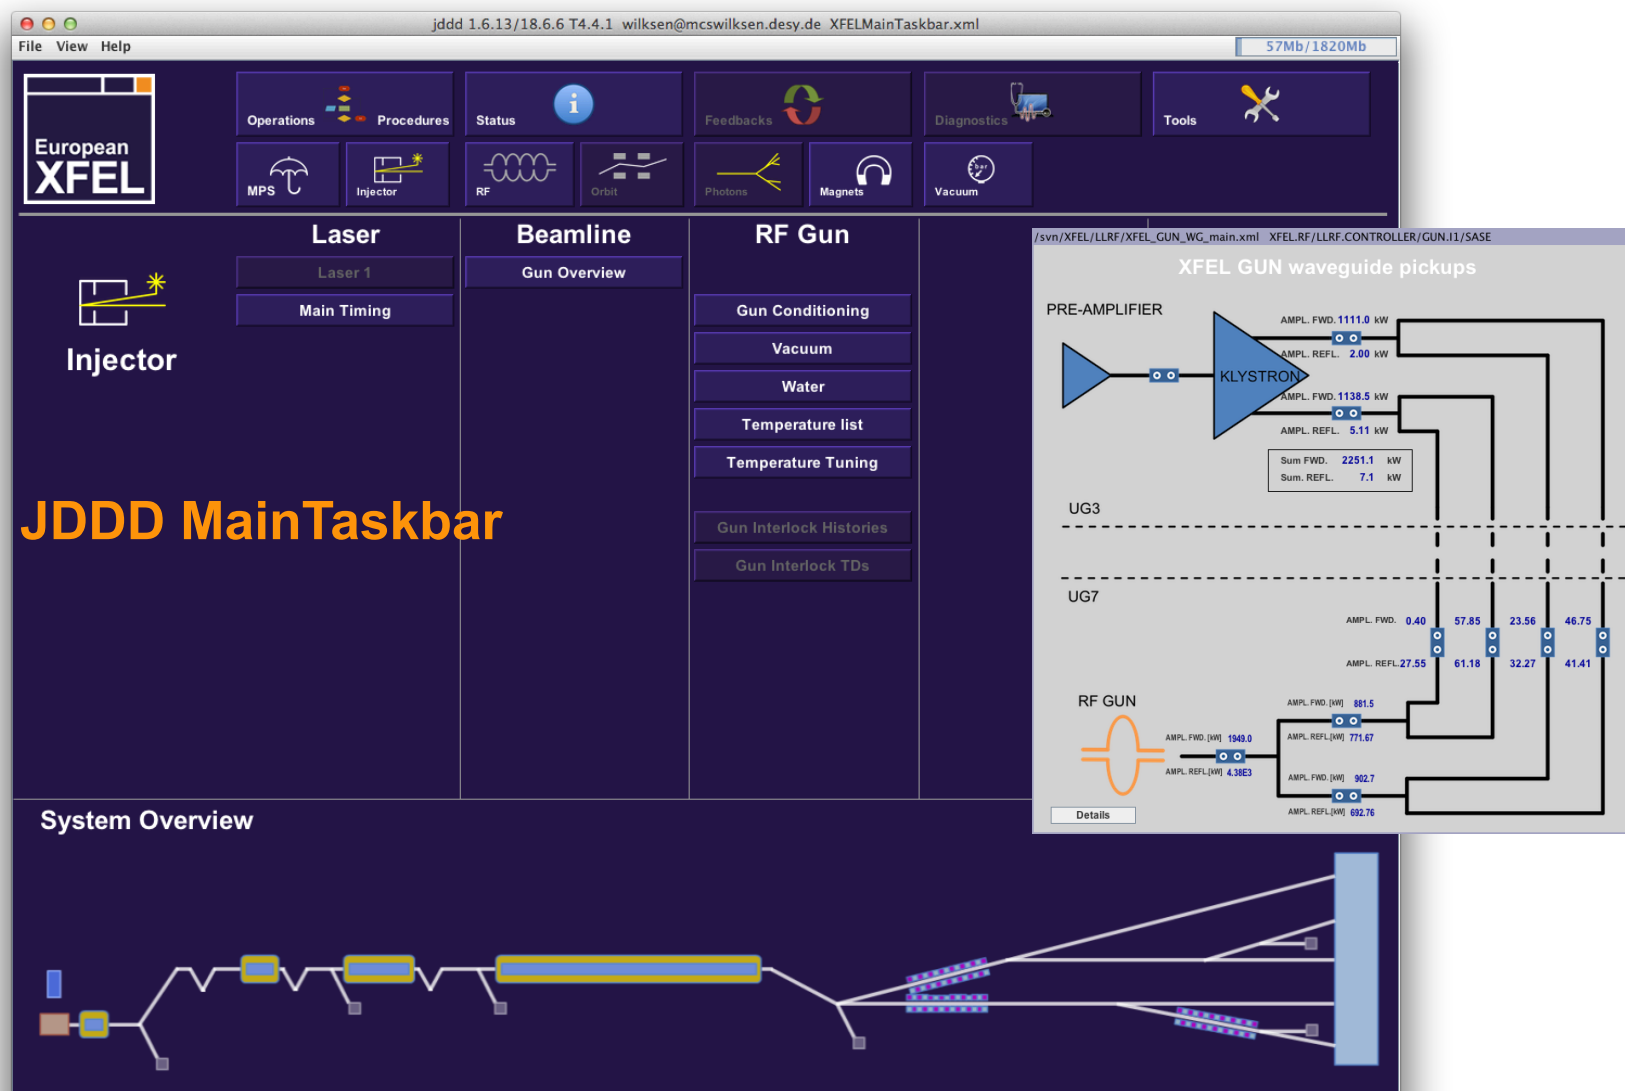 jddd 1.6.13/18.6.6 T4.4.1 wilksen@mcswilksen.desy.de XFELMainTaskbar.xml
File View Help
57Mb/1820Mb
European
XFEL
Operations Procedures
Status
Feedbacks
Diagnostics
Tools
MPS
Injector
RF
Orbit
Photons
Magnets
bar
Vacuum
Injector
Laser
Laser 1
Main Timing
Beamline
Gun Overview
RF Gun
Gun Conditioning
Vacuum
Water
Temperature list
Temperature Tuning
Gun Interlock Histories
Gun Interlock TDs
JDDD MainTaskbar
/svn/XFEL/LLRF/XFEL_GUN_WG_main.xml XFEL.RF/LLRF.CONTROLLER/GUN.I1/SASE
XFEL GUN waveguide pickups
PRE-AMPLIFIER
AMPL. FWD. 1111.0 kW
AMPL. REFL. 2.00 kW
KLYSTRON
AMPL. FWD. 1138.5 kW
AMPL. REFL. 5.11 kW
Sum FWD. 2251.1 kW
Sum. REFL. 7.1 kW
UG3
UG7
AMPL. FWD. 0.40 57.85 23.56 46.75
AMPL. REFL. 27.55 61.18 32.27 41.41
RF GUN
AMPL. FWD. [kW] 881.5
AMPL. REFL.[kW] 771.67
AMPL. FWD. [kW] 1949.0
AMPL. REFL.[kW] 4.38E3
AMPL. FWD. [kW] 902.7
AMPL. REFL.[kW] 692.76
Details
System Overview